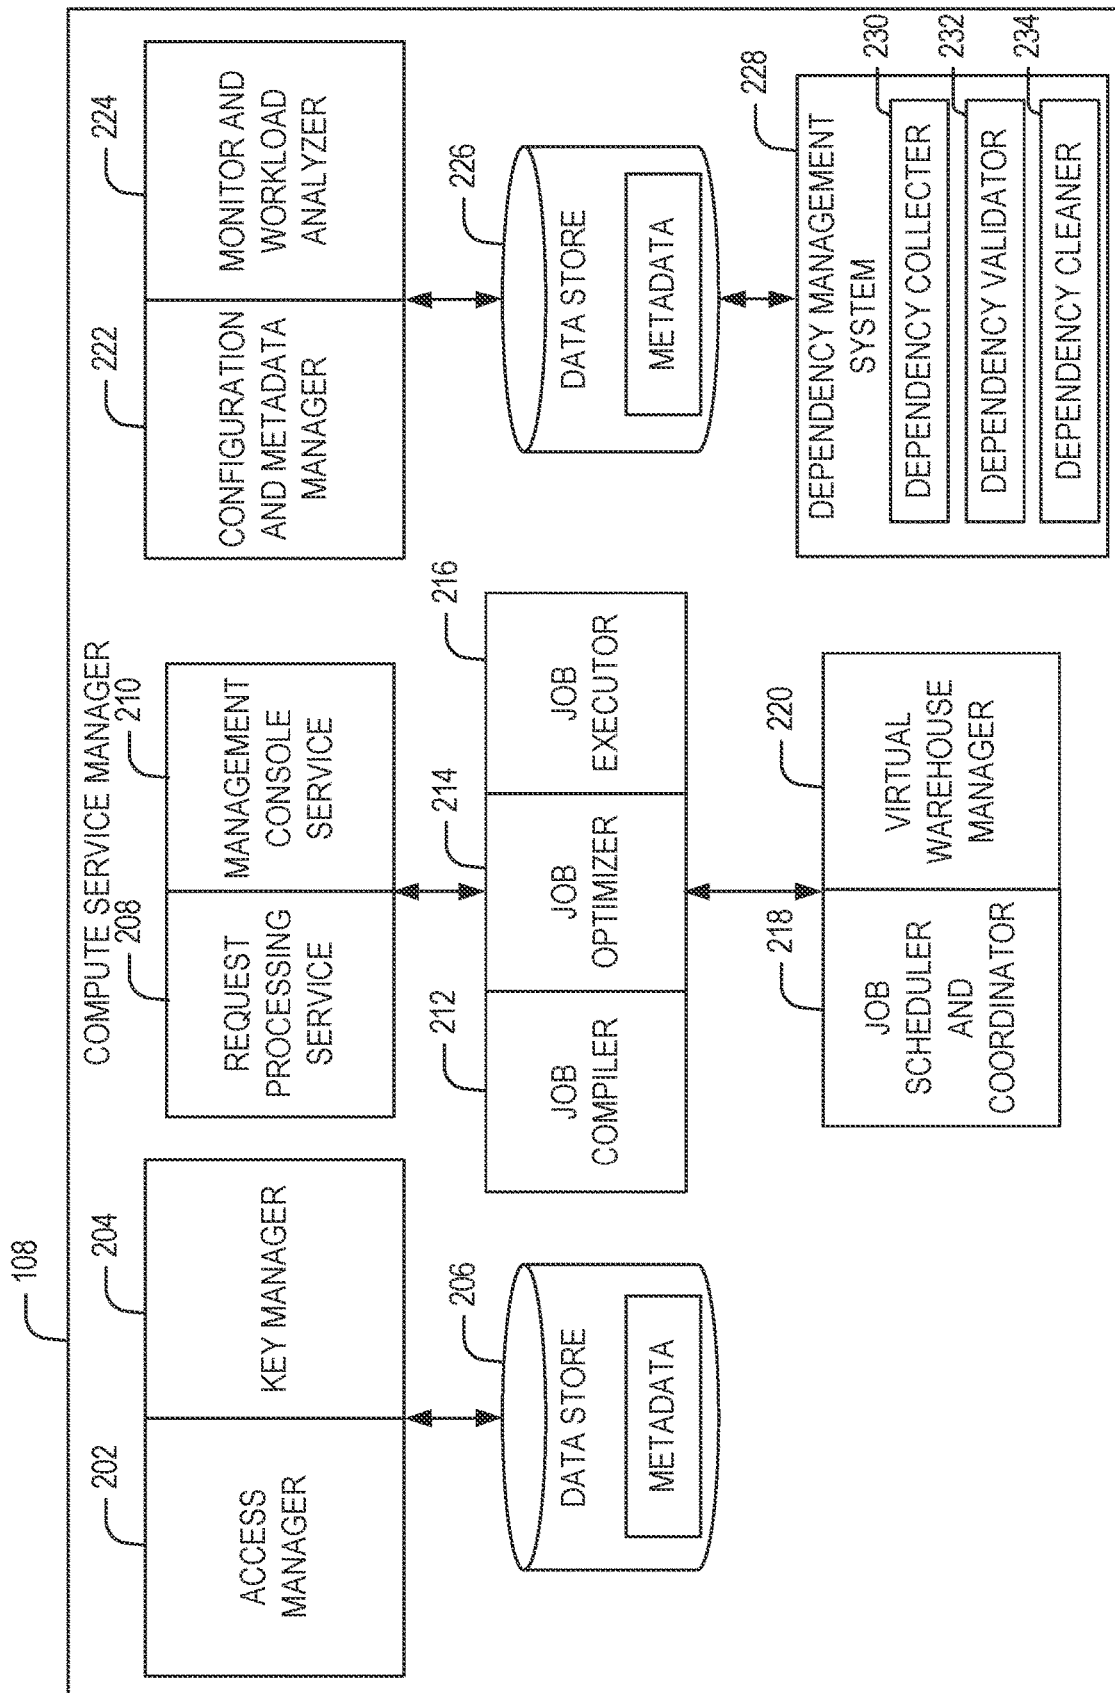 108
COMPUTE SERVICE MANAGER
202
204
ACCESS
MANAGER
KEY MANAGER
206
DATA STORE
METADATA
208
210
REQUEST
PROCESSING
SERVICE
MANAGEMENT
CONSOLE
SERVICE
212
214
216
JOB
COMPILER
JOB
OPTIMIZER
JOB
EXECUTOR
218
220
JOB
SCHEDULER
AND
COORDINATOR
VIRTUAL
WAREHOUSE
MANAGER
222
224
CONFIGURATION
AND METADATA
MANAGER
MONITOR AND
WORKLOAD
ANALYZER
226
DATA STORE
METADATA
228
DEPENDENCY MANAGEMENT
SYSTEM
230
DEPENDENCY COLLECTER
232
DEPENDENCY VALIDATOR
234
DEPENDENCY CLEANER